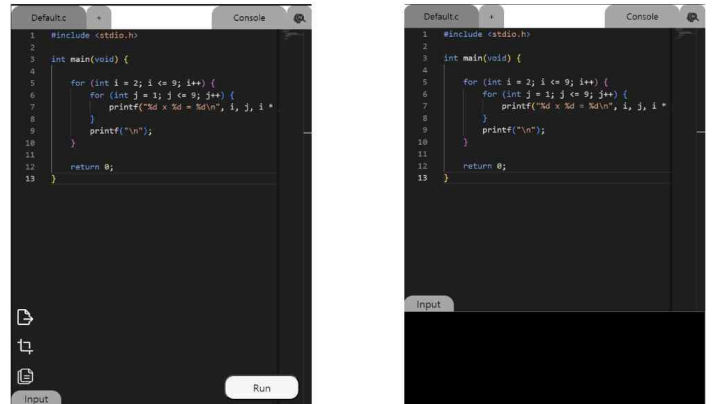 Default.c + Console
1 #include <stdio.h>
2
3 int main(void) {
4
5 for (int i = 2; i <= 9; i++) {
6 for (int j = 1; j <= 9; j++) {
7 printf("%d x %d = %d\n", i, j, i *
8 }
9 printf("\n");
10 }
11
12 return 0;
13 }
Run
Input
Default.c + Console
1 #include <stdio.h>
2
3 int main(void) {
4
5 for (int i = 2; i <= 9; i++) {
6 for (int j = 1; j <= 9; j++) {
7 printf("%d x %d = %d\n", i, j, i *
8 }
9 printf("\n");
10 }
11
12 return 0;
13 }
Input